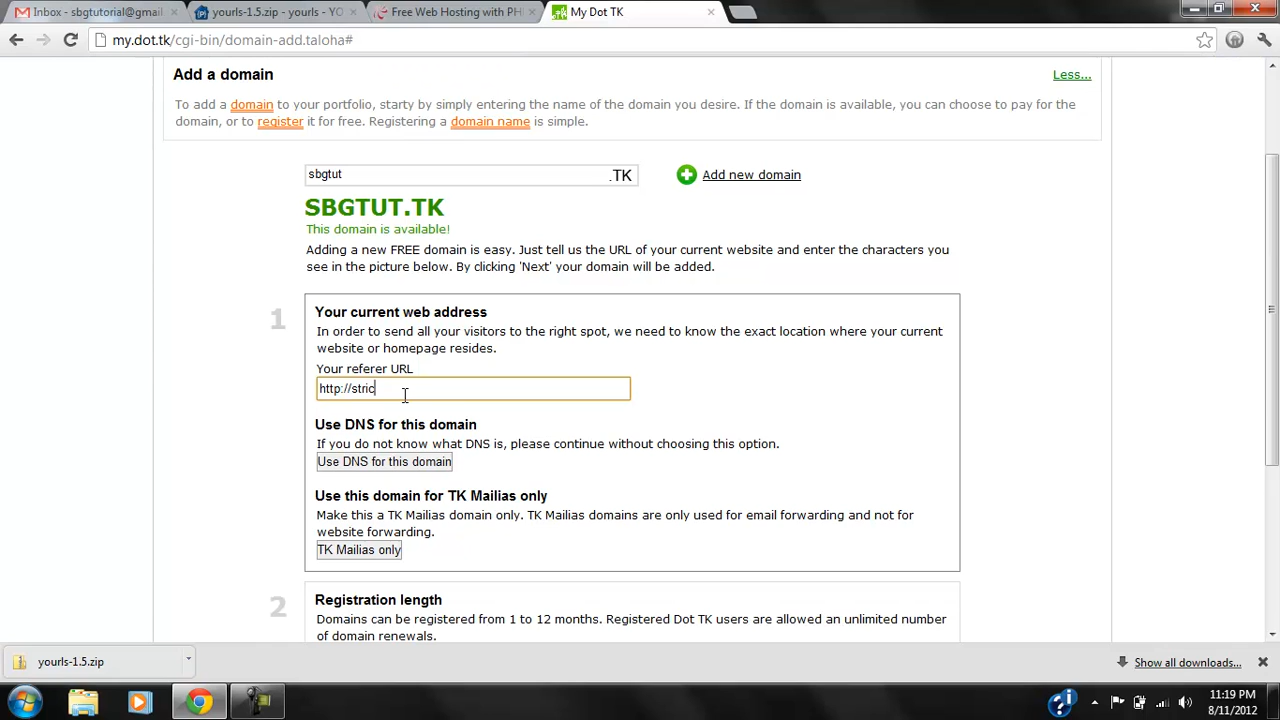 Inbox - sbgtutorial@gmail
yourls-1.5.zip - yourls - YO
Free Web Hosting with PH
My Dot TK
my.dot.tk/cgi-bin/domain-add.taloha#
Add a domain
Less...
To add a domain to your portfolio, starty by simply entering the name of the domain you desire. If the domain is available, you can choose to pay for the
domain, or to register it for free. Registering a domain name is simple.
sbgtut .TK
Add new domain
SBGTUT.TK
This domain is available!
Adding a new FREE domain is easy. Just tell us the URL of your current website and enter the characters you
see in the picture below. By clicking 'Next' your domain will be added.
1
Your current web address
In order to send all your visitors to the right spot, we need to know the exact location where your current
website or homepage resides.
Your referer URL
http://stric
Use DNS for this domain
If you do not know what DNS is, please continue without choosing this option.
Use DNS for this domain
Use this domain for TK Mailias only
Make this a TK Mailias domain only. TK Mailias domains are only used for email forwarding and not for
website forwarding.
TK Mailias only
2
Registration length
Domains can be registered from 1 to 12 months. Registered Dot TK users are allowed an unlimited number
of domain renewals.
yourls-1.5.zip
Show all downloads...
11:19 PM
8/11/2012